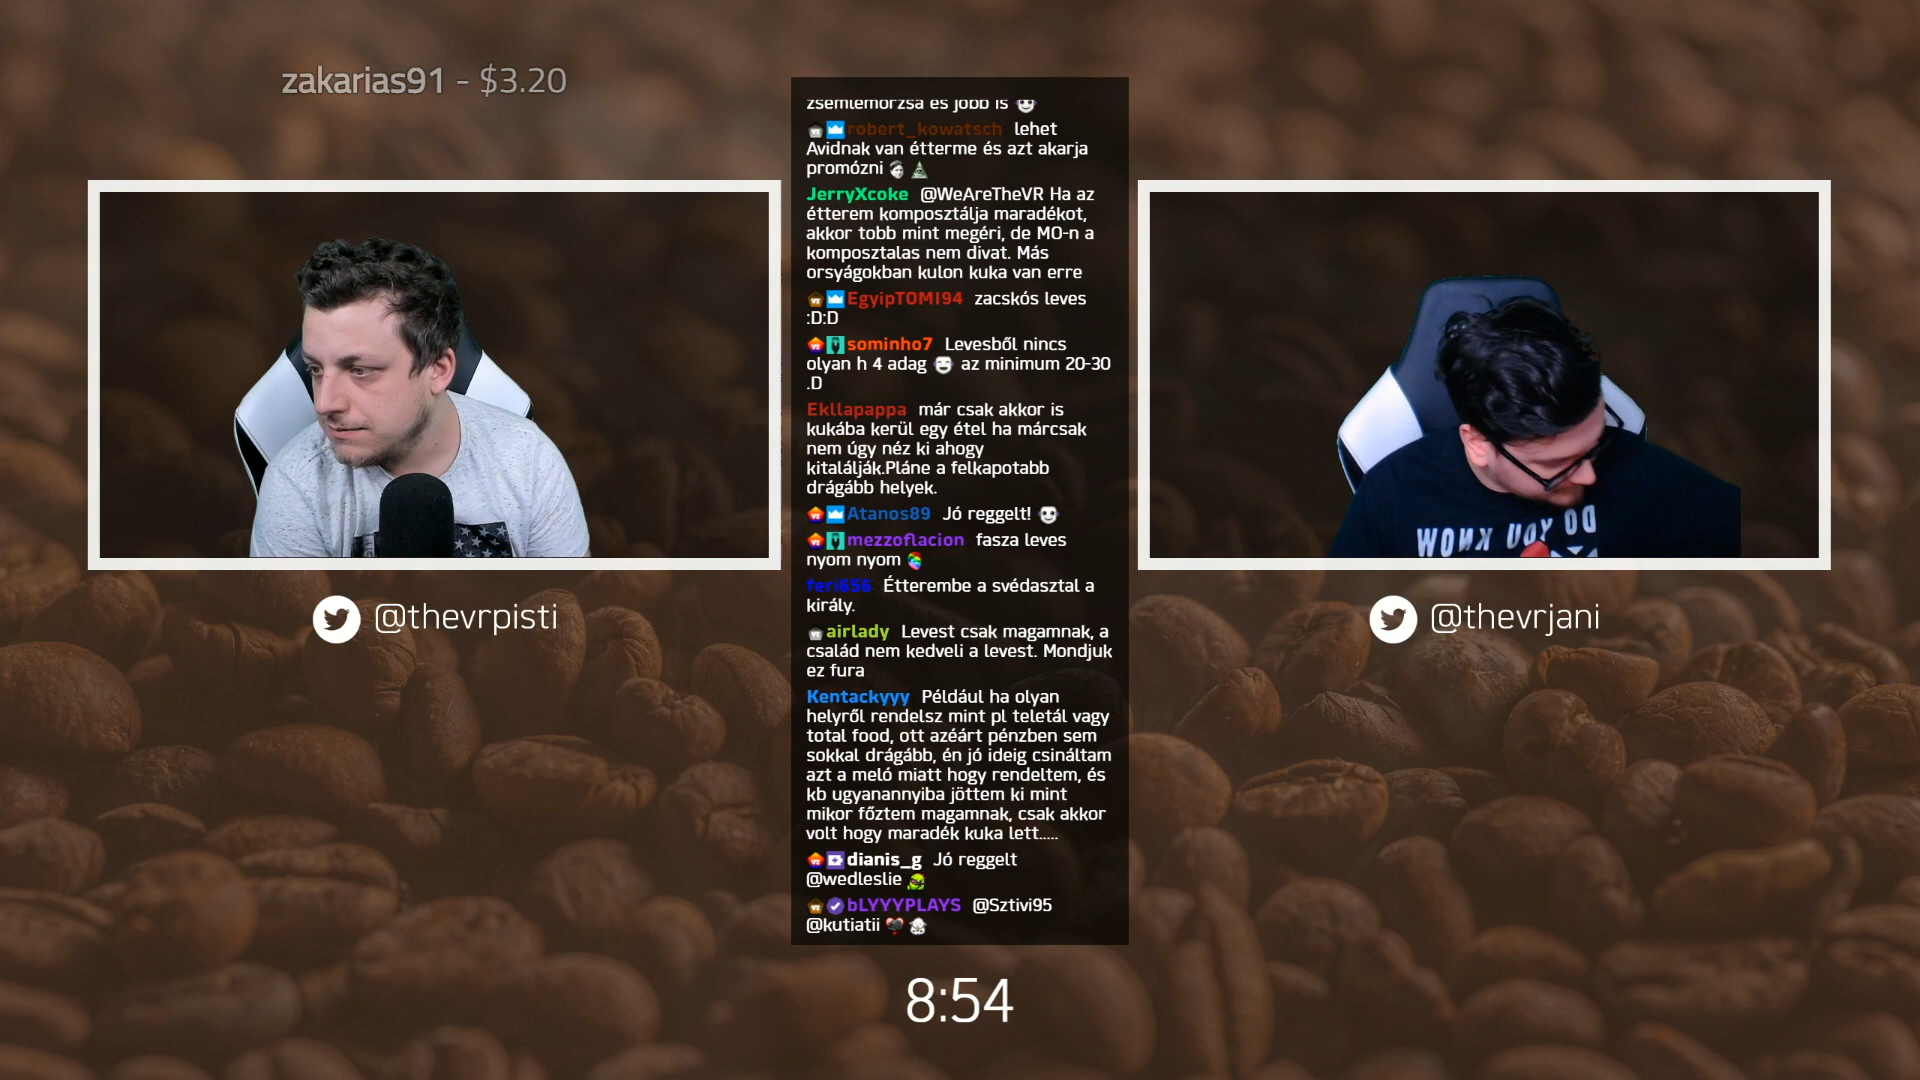 zakarias91 - $3.20
zsemlemorzsa és jobb is
robert_kowatsch lehet
Avidnak van étterme és azt akarja
promózni
JerryXcoke @WeAreTheVR Ha az
étterem komposztálja maradékot,
akkor tobb mint megéri, de MO-n a
komposztalas nem divat. Más
orsyágokban kulon kuka van erre
EgyipTOMI94 zacskós leves
:D:D
sominho7 Levesből nincs
olyan h 4 adag az minimum 20-30
.D
Ekllapappa már csak akkor is
kukába kerül egy étel ha márcsak
nem úgy néz ki ahogy
kitalálják.Pláne a felkapotabb
drágább helyek.
Atanos89 Jó reggelt!
mezzoflacion fasza leves
nyom nyom
feri656 Étterembe a svédasztal a
király.
airlady Levest csak magamnak, a
család nem kedveli a levest. Mondjuk
ez fura
Kentackyyy Például ha olyan
helyről rendelsz mint pl teletál vagy
total food, ott azéárt pénzben sem
sokkal drágább, én jó ideig csináltam
azt a meló miatt hogy rendeltem, és
kb ugyanannyiba jöttem ki mint
mikor főztem magamnak, csak akkor
volt hogy maradék kuka lett.....
dianis_g Jó reggelt
@wedleslie
bLYYYPLAYS @Sztivi95
@kutiatii
@thevrpisti
DO YOU KNOW
@thevrjani
8:54